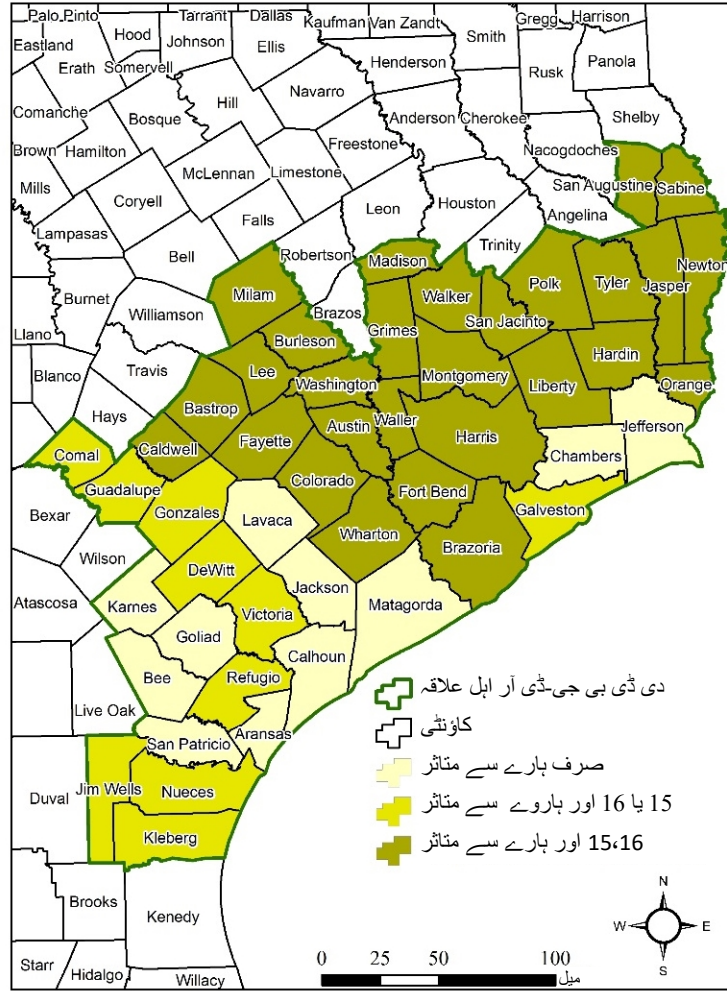 Palo Pinto
Tarrant
Dallas
Kaufman
Van Zandt
Gregg
Harrison
Hood
Johnson
Ellis
Smith
Eastland
Erath
Somervell
Henderson
Rusk
Panola
Comanche
Bosque
Hill
Navarro
Anderson
Cherokee
Shelby
Brown
Hamilton
Freestone
Nacogdoches
McLennan
Limestone
Mills
San Augustine
Sabine
Coryell
Leon
Houston
Angelina
Lampasas
Falls
Trinity
Bell
Robertson
Madison
Newton
Burnet
Milam
Walker
Polk
Tyler
Jasper
Williamson
Brazos
Grimes
San Jacinto
Llano
Burleson
Hardin
Blanco
Travis
Lee
Washington
Montgomery
Liberty
Orange
Hays
Bastrop
Austin
Waller
Jefferson
Caldwell
Fayette
Harris
Comal
Chambers
Guadalupe
Colorado
Fort Bend
Bexar
Gonzales
Lavaca
Galveston
Wilson
Wharton
Brazoria
DeWitt
Atascosa
Karnes
Jackson
Matagorda
Victoria
Goliad
Calhoun
Bee
Refugio
Live Oak
Aransas
San Patricio
Duval
Jim Wells
Nueces
Kleberg
Brooks
Kenedy
Starr
Hidalgo
Willacy
دی ڈی بی جی-ڈی آر اہل علاقہ
کاؤنٹی
صرف ہارے سے متاثر
15 یا 16 اور ہاروے سے متاثر
15،16 اور ہارے سے متاثر
N
W
E
S
0 25 50 100
میل